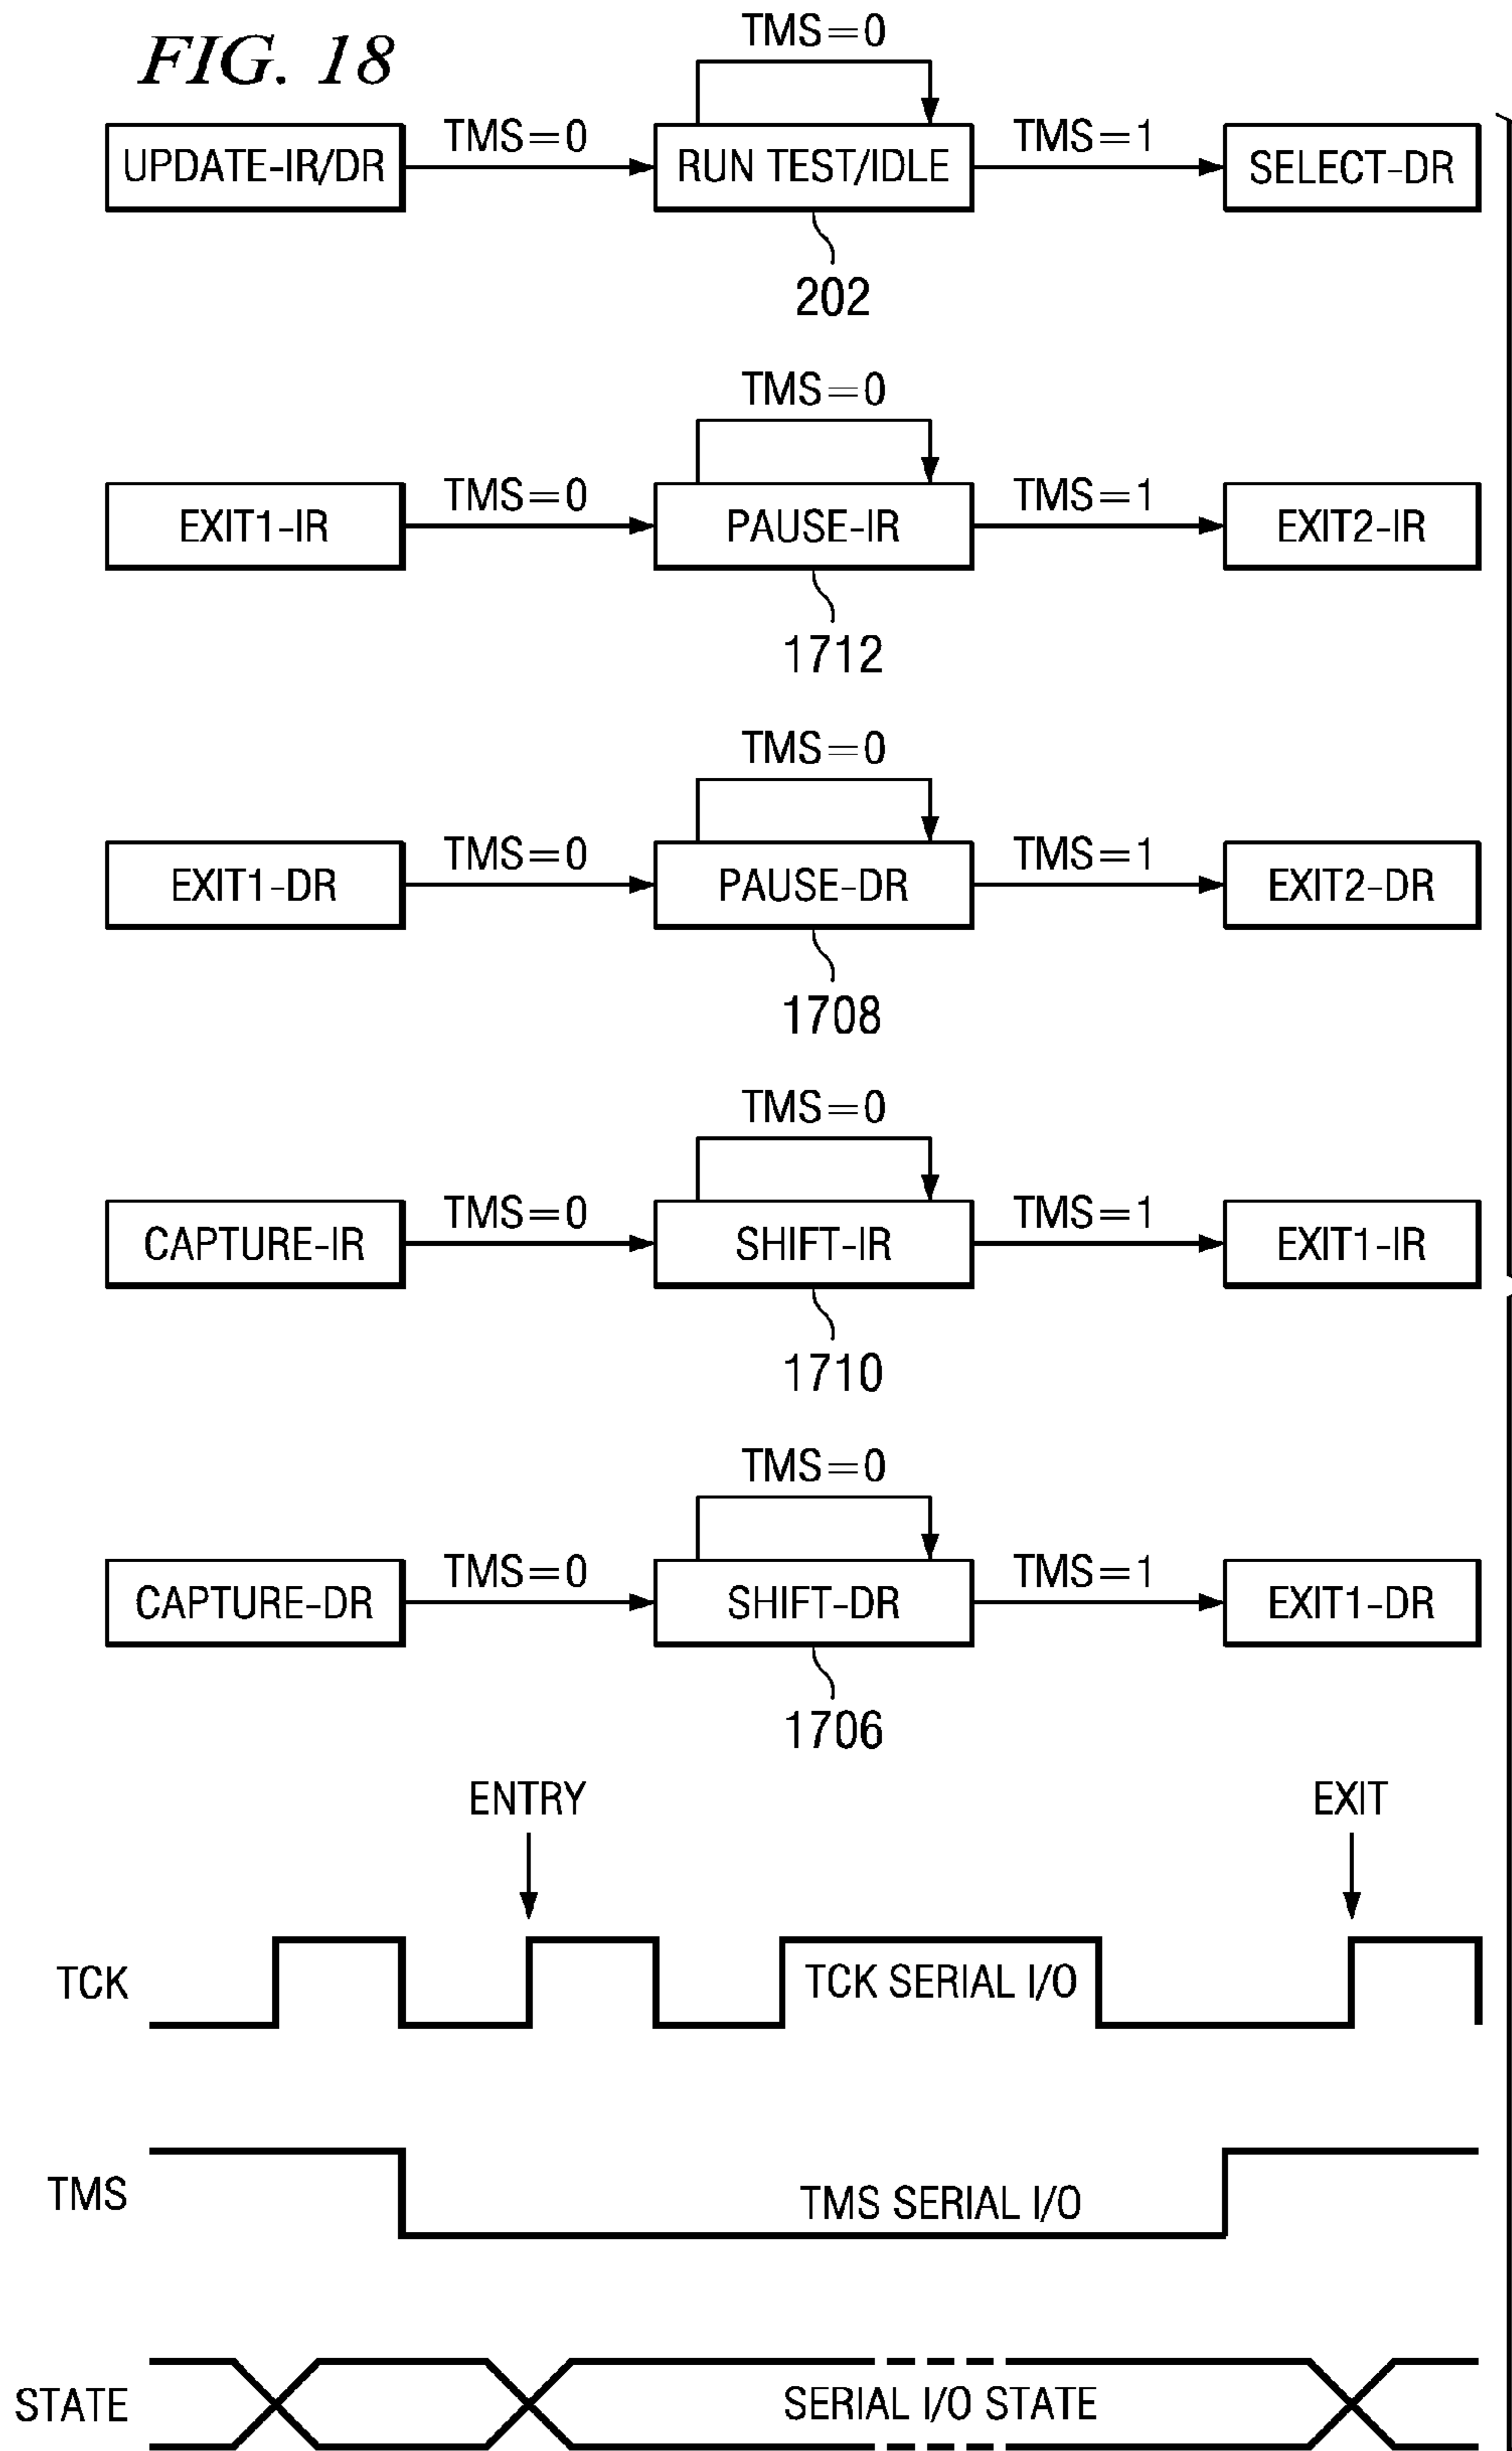 FIG. 18
TMS=0
UPDATE-IR/DR TMS=0 RUN TEST/IDLE TMS=1 SELECT-DR
202
TMS=0
EXIT1-IR TMS=0 PAUSE-IR TMS=1 EXIT2-IR
1712
TMS=0
EXIT1-DR TMS=0 PAUSE-DR TMS=1 EXIT2-DR
1708
TMS=0
CAPTURE-IR TMS=0 SHIFT-IR TMS=1 EXIT1-IR
1710
TMS=0
CAPTURE-DR TMS=0 SHIFT-DR TMS=1 EXIT1-DR
1706
ENTRY EXIT
TCK TCK SERIAL I/O
TMS TMS SERIAL I/O
STATE SERIAL I/O STATE